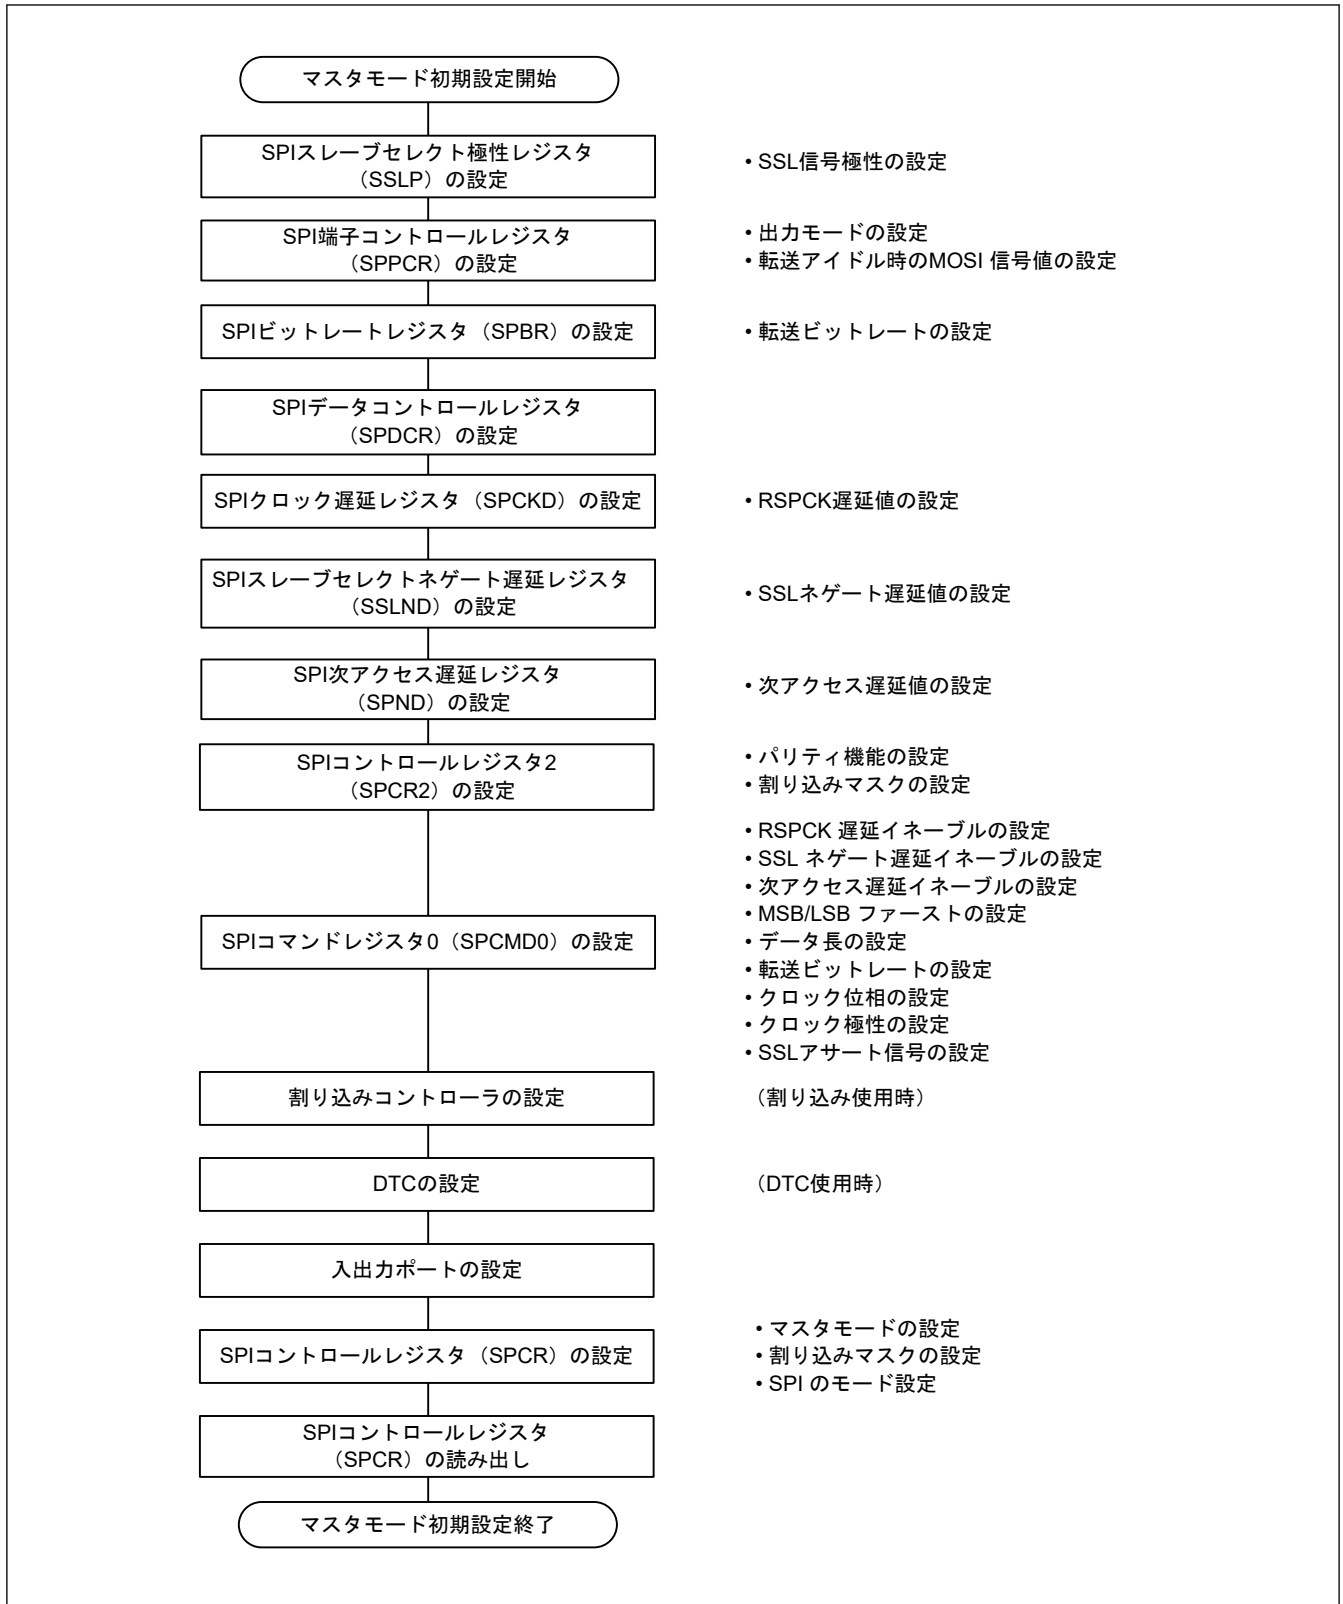 マスタモード初期設定開始
SPIスレーブセレクト極性レジスタ
（SSLP）の設定
• SSL信号極性の設定
SPI端子コントロールレジスタ
（SPPCR）の設定
• 出力モードの設定
• 転送アイドル時のMOSI 信号値の設定
SPIビットレートレジスタ（SPBR）の設定
• 転送ビットレートの設定
SPIデータコントロールレジスタ
（SPDCR）の設定
SPIクロック遅延レジスタ（SPCKD）の設定
• RSPCK遅延値の設定
SPIスレーブセレクトネゲート遅延レジスタ
（SSLND）の設定
• SSLネゲート遅延値の設定
SPI次アクセス遅延レジスタ
（SPND）の設定
• 次アクセス遅延値の設定
SPIコントロールレジスタ2
（SPCR2）の設定
• パリティ機能の設定
• 割り込みマスクの設定
SPIコマンドレジスタ0（SPCMD0）の設定
• RSPCK 遅延イネーブルの設定
• SSL ネゲート遅延イネーブルの設定
• 次アクセス遅延イネーブルの設定
• MSB/LSB ファーストの設定
• データ長の設定
• 転送ビットレートの設定
• クロック位相の設定
• クロック極性の設定
• SSLアサート信号の設定
割り込みコントローラの設定
（割り込み使用時）
DTCの設定
（DTC使用時）
入出力ポートの設定
SPIコントロールレジスタ（SPCR）の設定
• マスタモードの設定
• 割り込みマスクの設定
• SPI のモード設定
SPIコントロールレジスタ
（SPCR）の読み出し
マスタモード初期設定終了